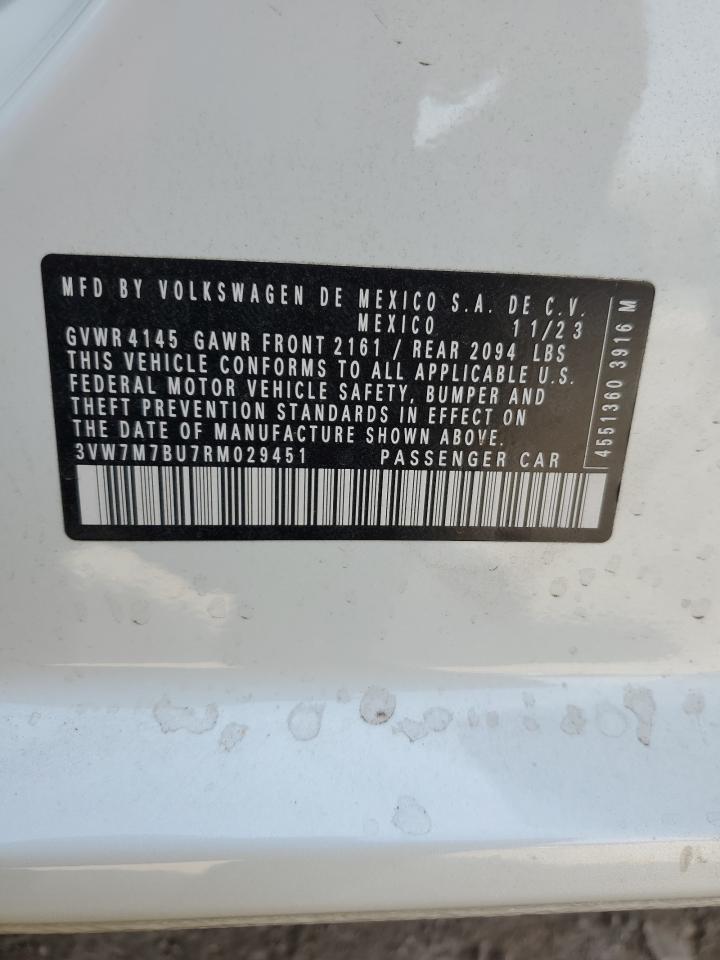 MFD BY VOLKSWAGEN DE MEXICO S.A. DE C.V.
MEXICO 11/23
GVWR 4145 GAWR FRONT 2161 / REAR 2094 LBS
THIS VEHICLE CONFORMS TO ALL APPLICABLE U.S.
FEDERAL MOTOR VEHICLE SAFETY, BUMPER AND
THEFT PREVENTION STANDARDS IN EFFECT ON
THE DATE OF MANUFACTURE SHOWN ABOVE.
3VW7M7BU7RM029451 PASSENGER CAR
4551360 3916 M